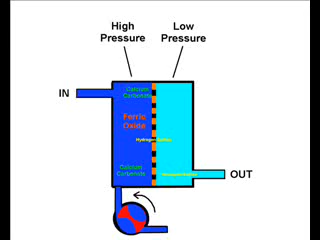 High
Pressure
Low
Pressure
IN
Calcium
Carbonate
Ferric
Oxide
Calcium
Carbonate
OUT